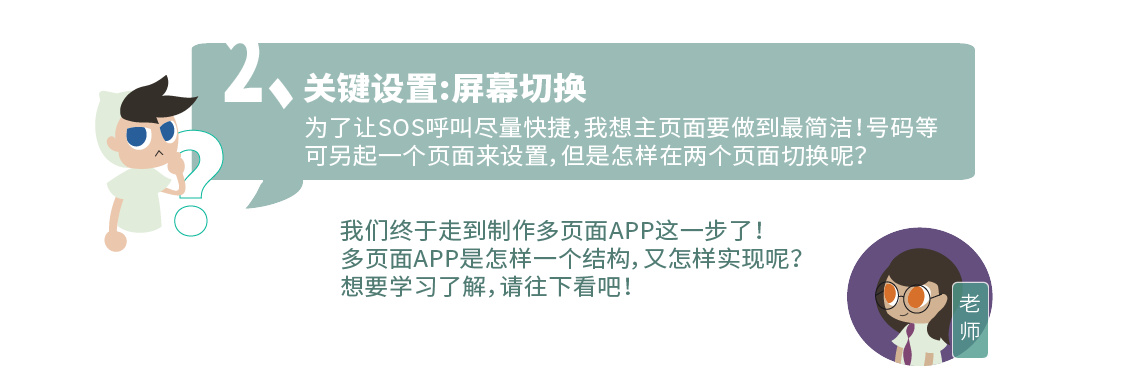 2、关键设置:屏幕切换
为了让SOS呼叫尽量快捷,我想主页面要做到最简洁!号码等
可另起一个页面来设置,但是怎样在两个页面切换呢?
?
我们终于走到制作多页面APP这一步了!
多页面APP是怎样一个结构,又怎样实现呢?
想要学习了解,请往下看吧!
老
师